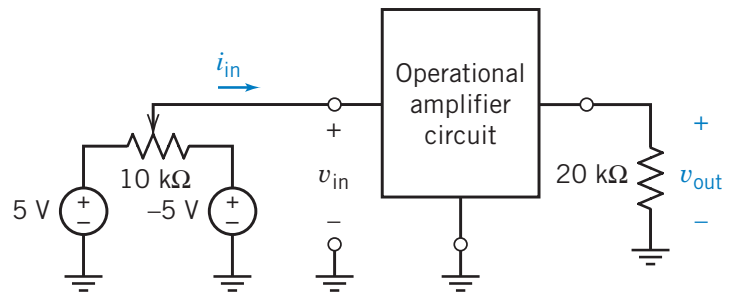 i_in
Operational
amplifier
circuit
+
v_in
–
10 kΩ
5 V
+
–
–5 V
+
–
20 kΩ
+
v_out
–